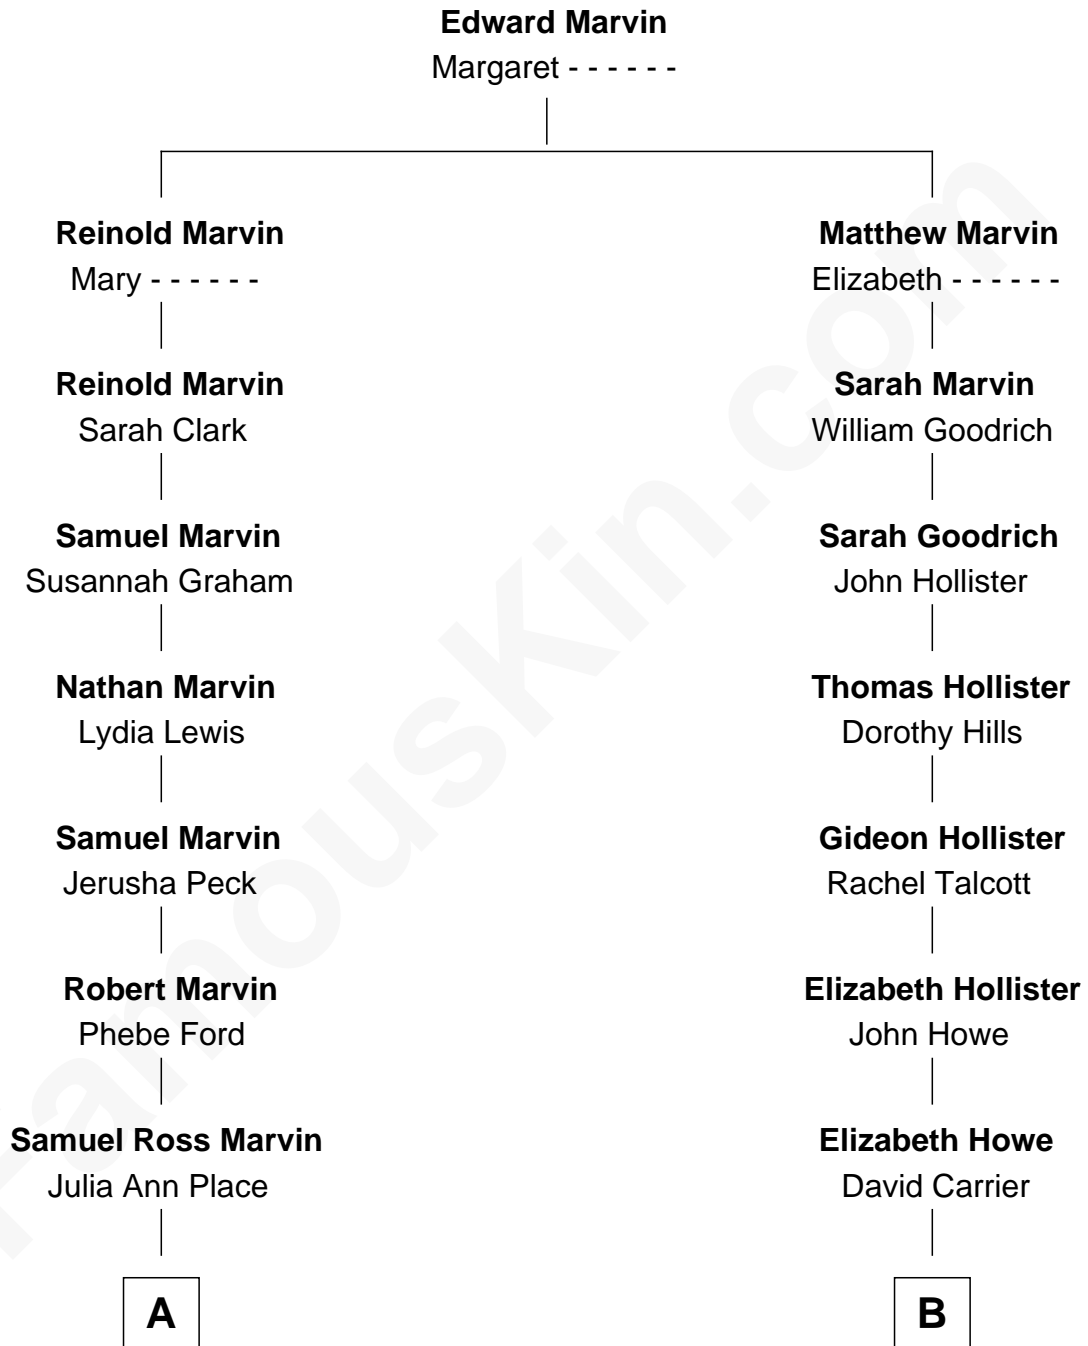 Edward Marvin
Margaret - - - - - -
Reinold Marvin
Mary - - - - - -
Matthew Marvin
Elizabeth - - - - - -
Reinold Marvin
Sarah Clark
Sarah Marvin
William Goodrich
Samuel Marvin
Susannah Graham
Sarah Goodrich
John Hollister
Nathan Marvin
Lydia Lewis
Thomas Hollister
Dorothy Hills
Samuel Marvin
Jerusha Peck
Gideon Hollister
Rachel Talcott
Robert Marvin
Phebe Ford
Elizabeth Hollister
John Howe
Samuel Ross Marvin
Julia Ann Place
Elizabeth Howe
David Carrier
A
B
FamousKin.com